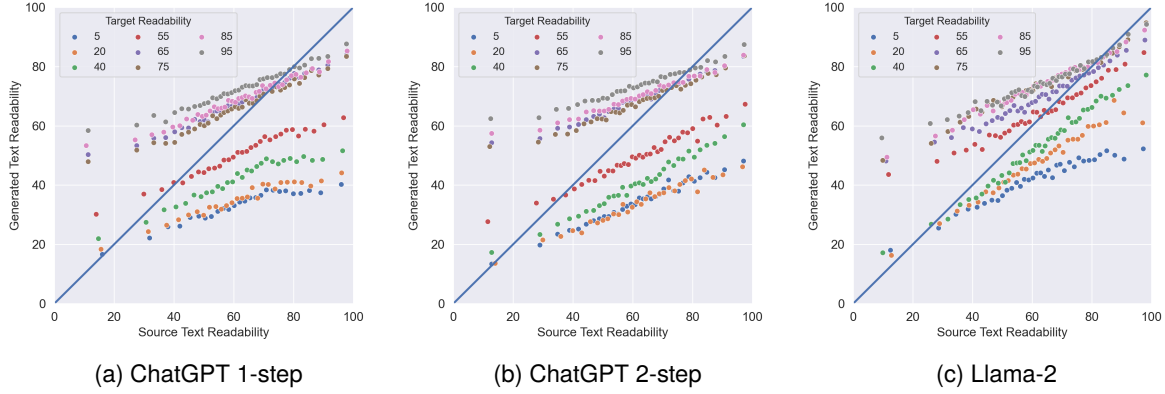 Target Readability
5 55 85
20 65 95
40 75
Generated Text Readability
100
80
60
40
20
0
0 20 40 60 80 100
Source Text Readability
(a) ChatGPT 1-step
Target Readability
5 55 85
20 65 95
40 75
Generated Text Readability
100
80
60
40
20
0
0 20 40 60 80 100
Source Text Readability
(b) ChatGPT 2-step
Target Readability
5 55 85
20 65 95
40 75
Generated Text Readability
100
80
60
40
20
0
0 20 40 60 80 100
Source Text Readability
(c) Llama-2